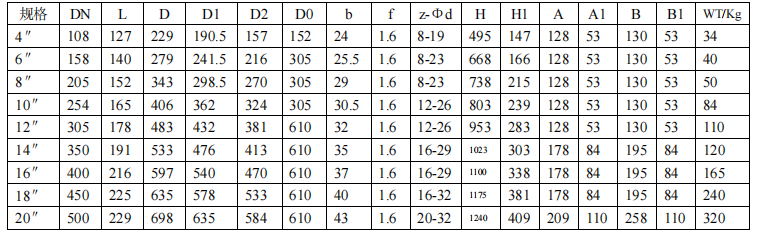 规格 DN L D D1 D2 D0 b f z-Φd H H1 A A1 B B1 WT/Kg
4″ 108 127 229 190.5 157 152 24 1.6 8-19 495 147 128 53 130 53 34
6″ 158 140 279 241.5 216 305 25.5 1.6 8-23 668 166 128 53 130 53 40
8″ 205 152 343 298.5 270 305 29 1.6 8-23 738 215 128 53 130 53 50
10″ 254 165 406 362 324 305 30.5 1.6 12-26 803 239 128 53 130 53 84
12″ 305 178 483 432 381 610 32 1.6 12-26 953 283 128 53 130 53 110
14″ 350 191 533 476 413 610 35 1.6 16-29 1023 303 178 84 195 84 120
16″ 400 216 597 540 470 610 37 1.6 16-29 1100 338 178 84 195 84 165
18″ 450 225 635 578 533 610 40 1.6 16-32 1175 381 178 84 195 84 240
20″ 500 229 698 635 584 610 43 1.6 20-32 1240 409 209 110 258 110 320